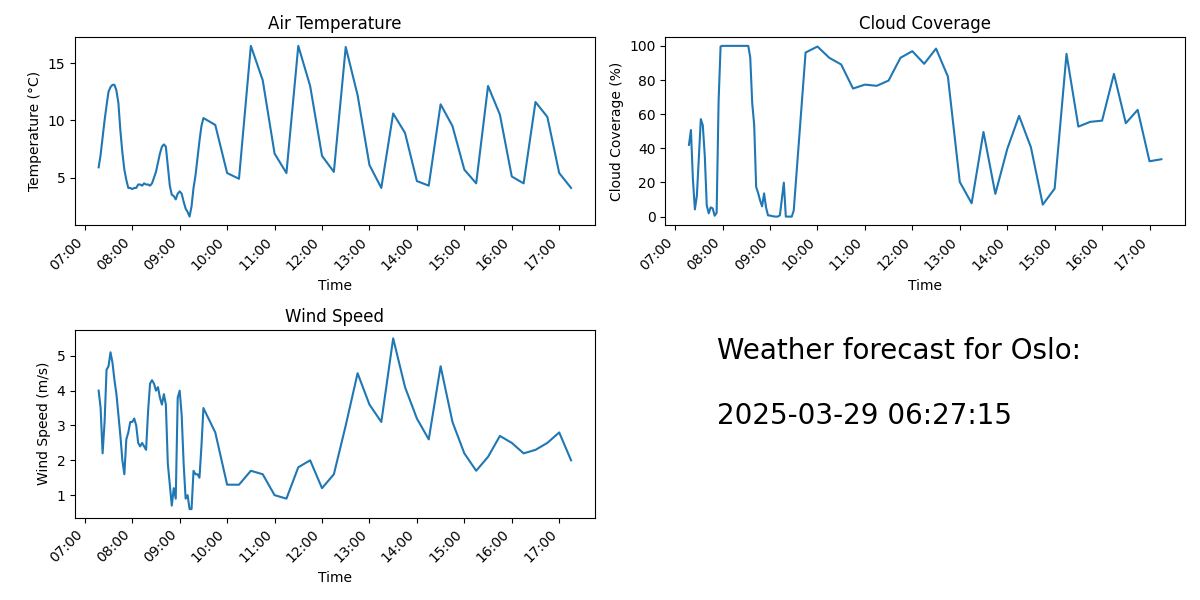 Air Temperature
Temperature (°C)
15
10
5
07:00 08:00 09:00 10:00 11:00 12:00 13:00 14:00 15:00 16:00 17:00
Time
Cloud Coverage
Cloud Coverage (%)
100
80
60
40
20
0
07:00 08:00 09:00 10:00 11:00 12:00 13:00 14:00 15:00 16:00 17:00
Time
Wind Speed
Wind Speed (m/s)
5
4
3
2
1
07:00 08:00 09:00 10:00 11:00 12:00 13:00 14:00 15:00 16:00 17:00
Time
Weather forecast for Oslo:
2025-03-29 06:27:15